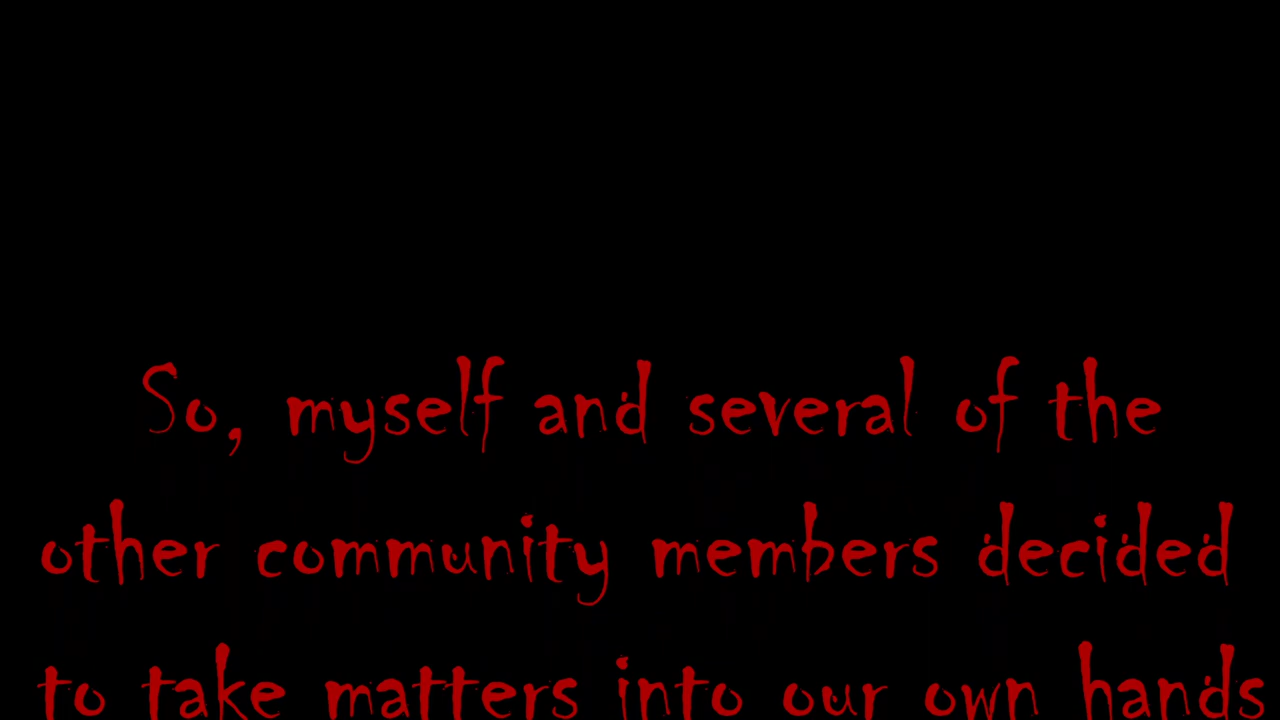 So, myself and several of the
other community members decided
to take matters into our own hands